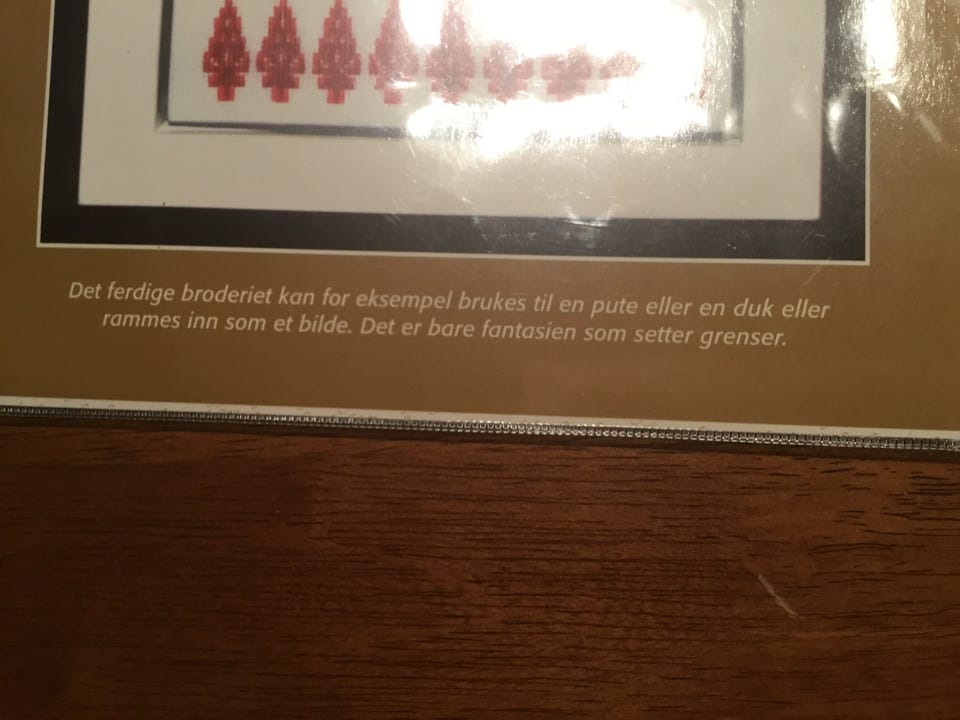 Det ferdige broderiet kan for eksempel brukes til en pute eller en duk eller
rammes inn som et bilde. Det er bare fantasien som setter grenser.